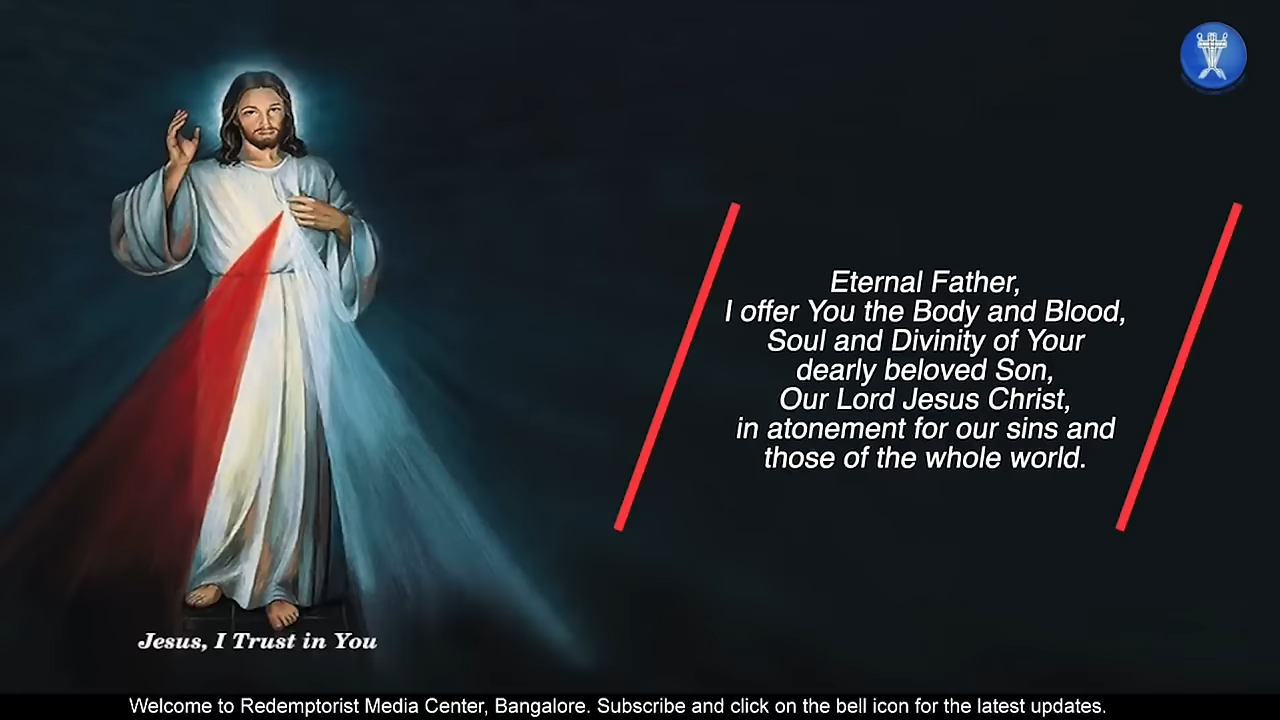 Eternal Father,
I offer You the Body and Blood,
Soul and Divinity of Your
dearly beloved Son,
Our Lord Jesus Christ,
in atonement for our sins and
those of the whole world.
Jesus, I Trust in You
Welcome to Redemptorist Media Center, Bangalore. Subscribe and click on the bell icon for the latest updates.